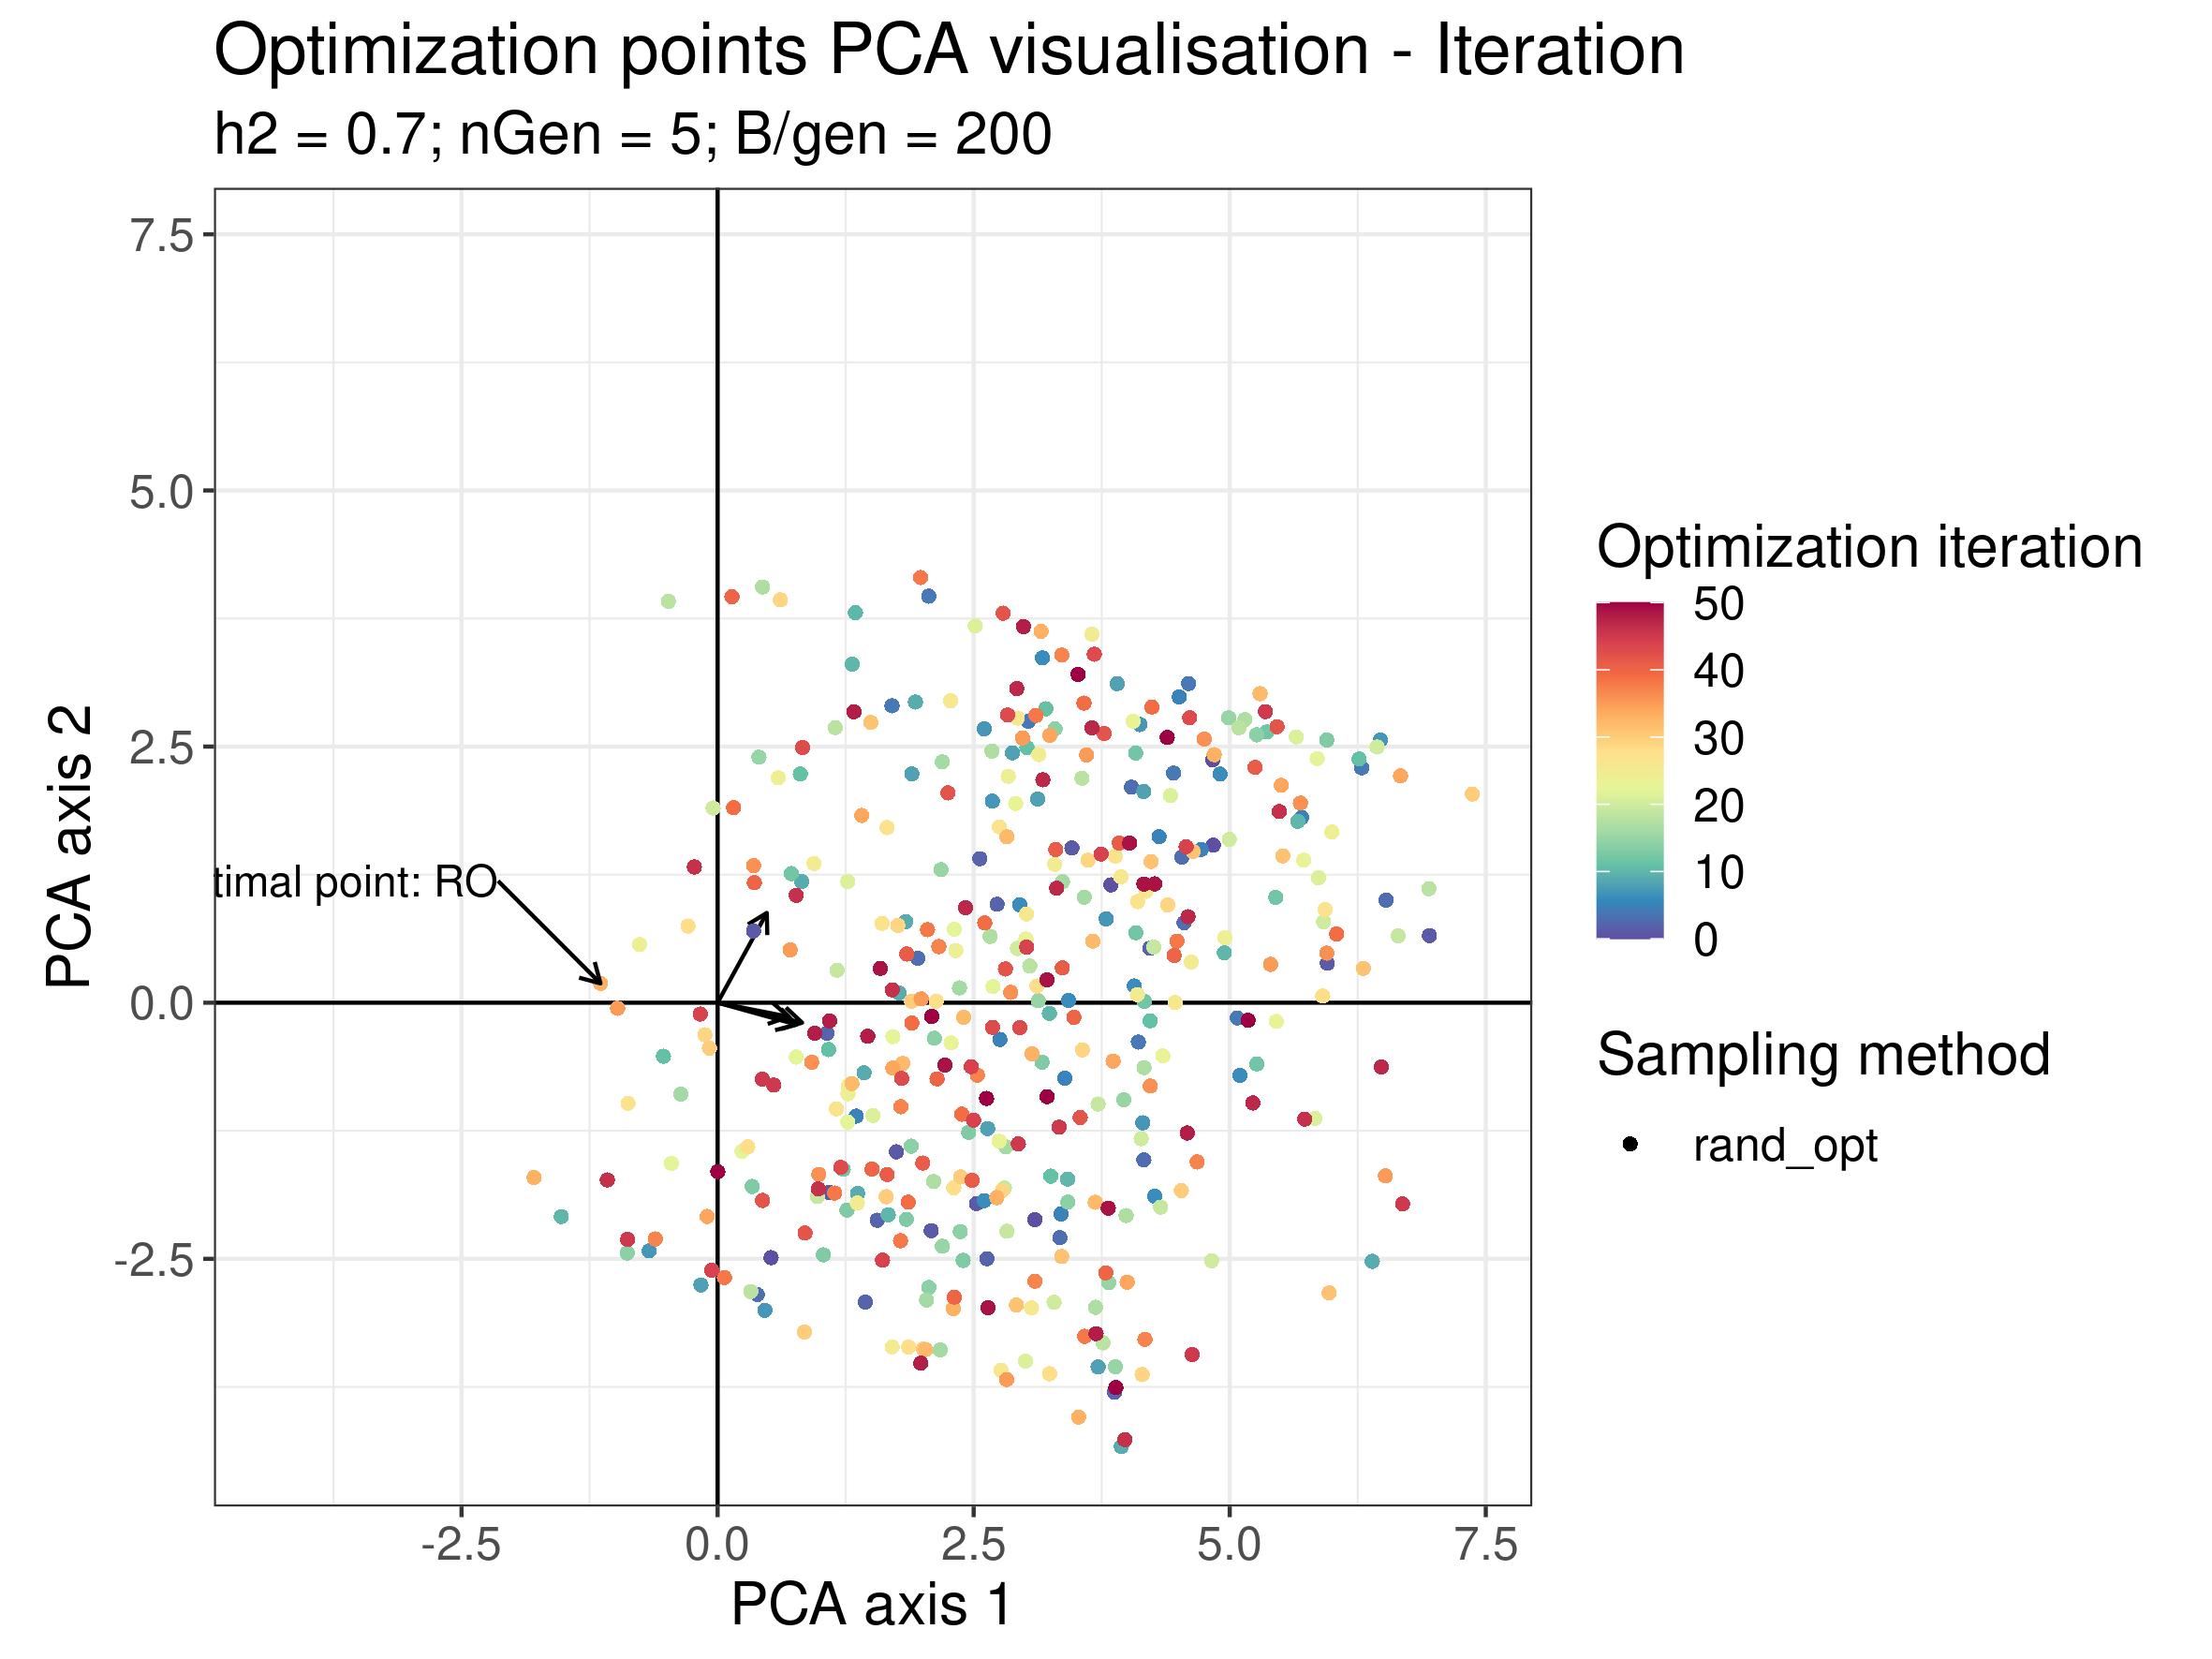 Optimization points PCA visualisation - Iteration
h2 = 0.7; nGen = 5; B/gen = 200
7.5
5.0
2.5
0.0
-2.5
PCA axis 2
timal point: RO
-2.5
0.0
2.5
5.0
7.5
PCA axis 1
Optimization iteration
50
40
30
20
10
0
Sampling method
rand_opt